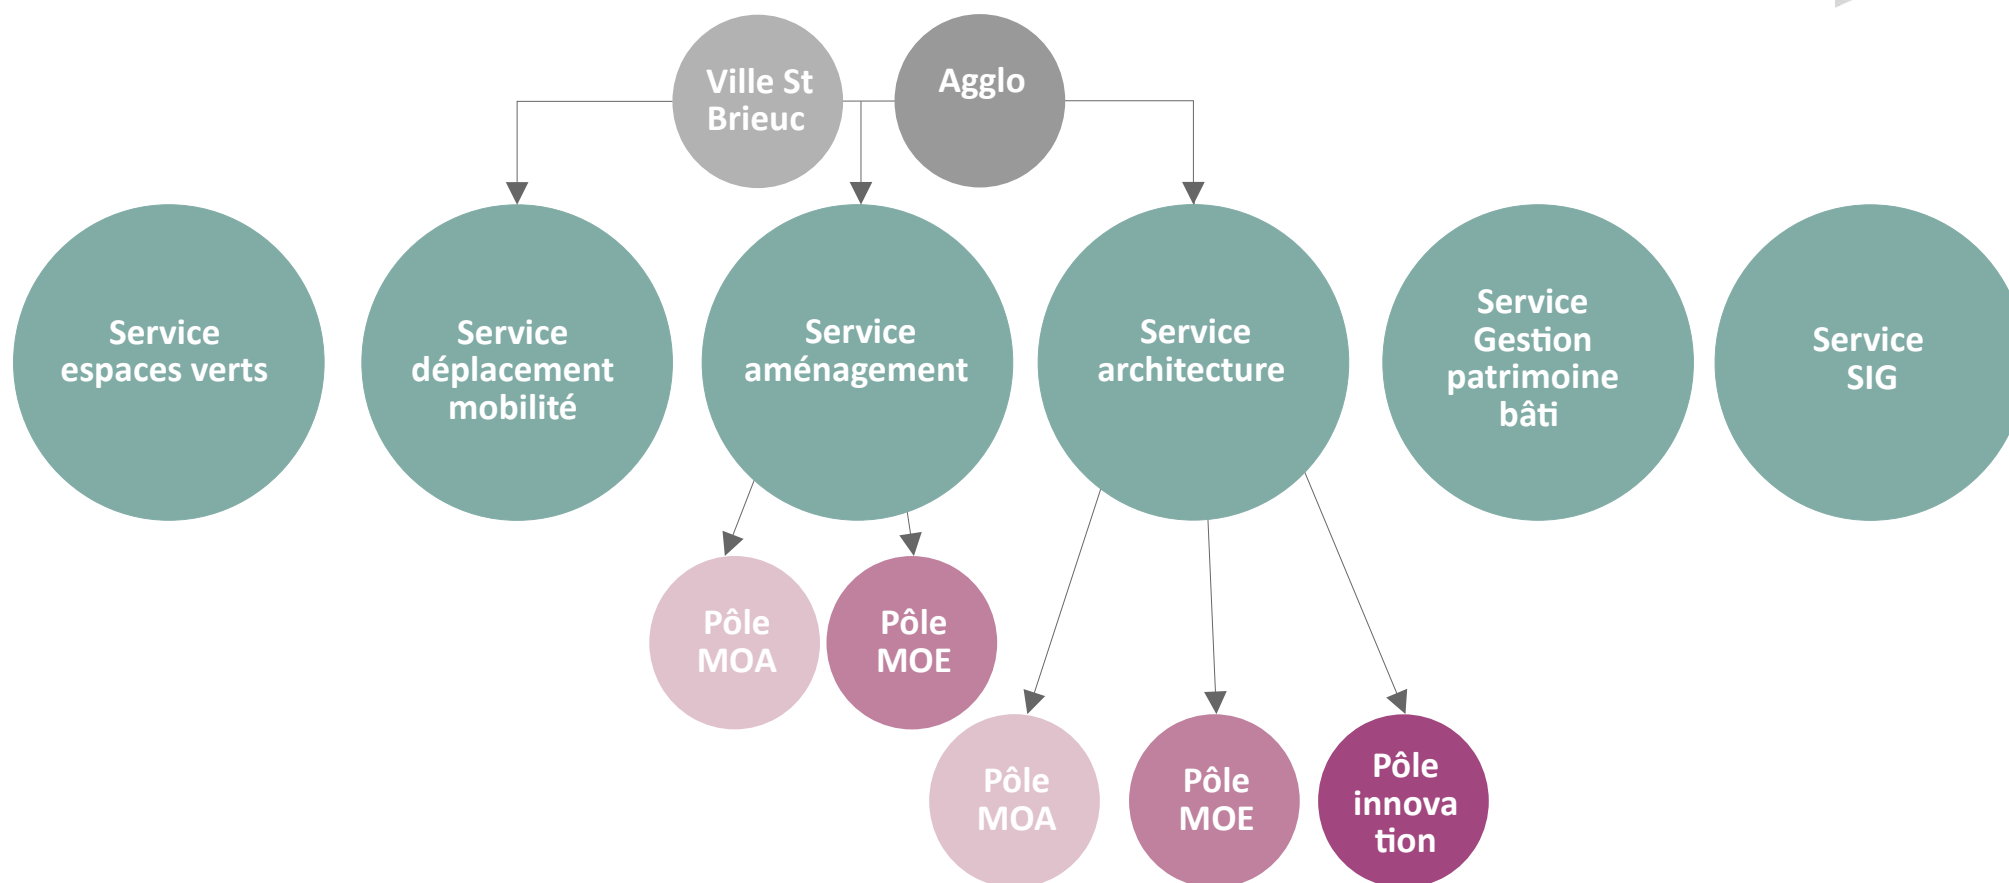 Ville St
Brieuc
Agglo
Service
espaces verts
Service
déplacement
mobilité
Service
aménagement
Service
architecture
Service
Gestion
patrimoine
bâti
Service
SIG
Pôle
MOA
Pôle
MOE
Pôle
MOA
Pôle
MOE
Pôle
innova
tion